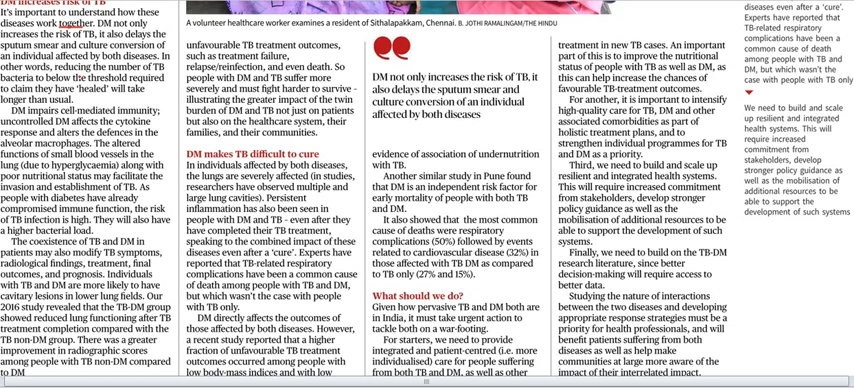 DM increases risk of TB
It's important to understand how these
diseases work together. DM not only
increases the risk of TB, it also delays the
sputum smear and culture conversion of
an individual affected by both diseases. In
other words, reducing the number of TB
bacteria to below the threshold required
to claim they have ‘healed’ will take
longer than usual.
DM impairs cell-mediated immunity;
uncontrolled DM affects the cytokine
response and alters the defences in the
alveolar macrophages. The altered
functions of small blood vessels in the
lung (due to hyperglycaemia) along with
poor nutritional status may facilitate the
invasion and establishment of TB. As
people with diabetes have already
compromised immune function, the risk
of TB infection is high. They will also have
a higher bacterial load.
The coexistence of TB and DM in
patients may also modify TB symptoms,
radiological findings, treatment, final
outcomes, and prognosis. Individuals
with TB and DM are more likely to have
cavitary lesions in lower lung fields. Our
2016 study revealed that the TB-DM group
showed reduced lung functioning after TB
treatment completion compared with the
TB non-DM group. There was a greater
improvement in radiographic scores
among people with TB non-DM compared
to DM
A volunteer healthcare worker examines a resident of Sithalapakkam, Chennai. B. JOTHI RAMALINGAM/THE HINDU
unfavourable TB treatment outcomes,
such as treatment failure,
relapse/reinfection, and even death. So
people with DM and TB suffer more
severely and must fight harder to survive –
illustrating the greater impact of the twin
burden of DM and TB not just on patients
but also on the healthcare system, their
families, and their communities.
DM makes TB difficult to cure
In individuals affected by both diseases,
the lungs are severely affected (in studies,
researchers have observed multiple and
large lung cavities). Persistent
inflammation has also been seen in
people with DM and TB – even after they
have completed their TB treatment,
speaking to the combined impact of these
diseases even after a ‘cure’. Experts have
reported that TB-related respiratory
complications have been a common cause
of death among people with TB and DM,
but which wasn't the case with people
with TB only.
DM directly affects the outcomes of
those affected by both diseases. However,
a recent study reported that a higher
fraction of unfavourable TB treatment
outcomes occurred among people with
low body-mass indices and with low
DM not only increases the risk of TB, it
also delays the sputum smear and
culture conversion of an individual
affected by both diseases
evidence of association of undernutrition
with TB.
Another similar study in Pune found
that DM is an independent risk factor for
early mortality of people with both TB
and DM.
It also showed that the most common
cause of deaths were respiratory
complications (50%) followed by events
related to cardiovascular disease (32%) in
those affected with TB DM as compared
to TB only (27% and 15%).
What should we do?
Given how pervasive TB and DM both are
in India, it must take urgent action to
tackle both on a war-footing.
For starters, we need to provide
integrated and patient-centred (i.e. more
individualised) care for people suffering
from both TB and DM, as well as other
treatment in new TB cases. An important
part of this is to improve the nutritional
status of people with TB as well as DM, as
this can help increase the chances of
favourable TB-treatment outcomes.
For another, it is important to intensify
high-quality care for TB, DM and other
associated comorbidities as part of
holistic treatment plans, and to
strengthen individual programmes for TB
and DM as a priority.
Third, we need to build and scale up
resilient and integrated health systems.
This will require increased commitment
from stakeholders, develop stronger
policy guidance as well as the
mobilisation of additional resources to be
able to support the development of such
systems.
Finally, we need to build on the TB-DM
research literature, since better
decision-making will require access to
better data.
Studying the nature of interactions
between the two diseases and developing
appropriate response strategies must be a
priority for health professionals, and will
benefit patients suffering from both
diseases as well as help make
communities at large more aware of the
impact of their interrelated impact.
diseases even after a ‘cure’.
Experts have reported that
TB-related respiratory
complications have been a
common cause of death
among people with TB and
DM, but which wasn't the
case with people with TB only
We need to build and scale
up resilient and integrated
health systems. This will
require increased
commitment from
stakeholders, develop
stronger policy guidance as
well as the mobilisation of
additional resources to be
able to support the
development of such systems